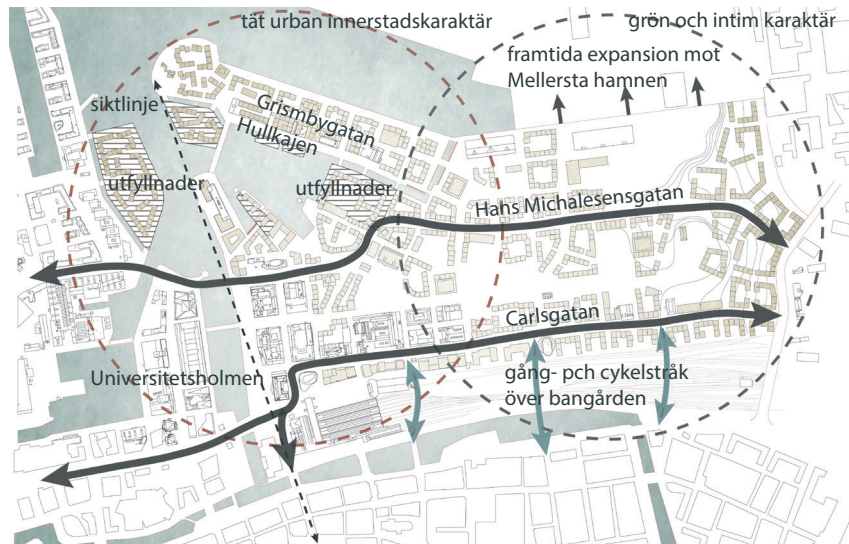 tät urban innerstadskaraktär
grön och intim karaktär
framtida expansion mot
Mellersta hamnen
siktlinje
Grismbygatan
Hullkajen
utfyllnader
utfyllnader
Hans Michalesensgatan
Carlsgatan
Universitetsholmen
gång- pch cykelstråk
över bangården